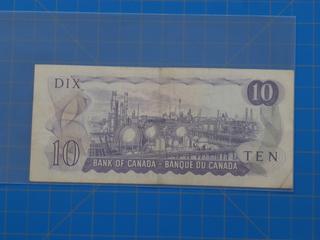 DIX 10
10 TEN
BANK OF CANADA - BANQUE DU CANADA